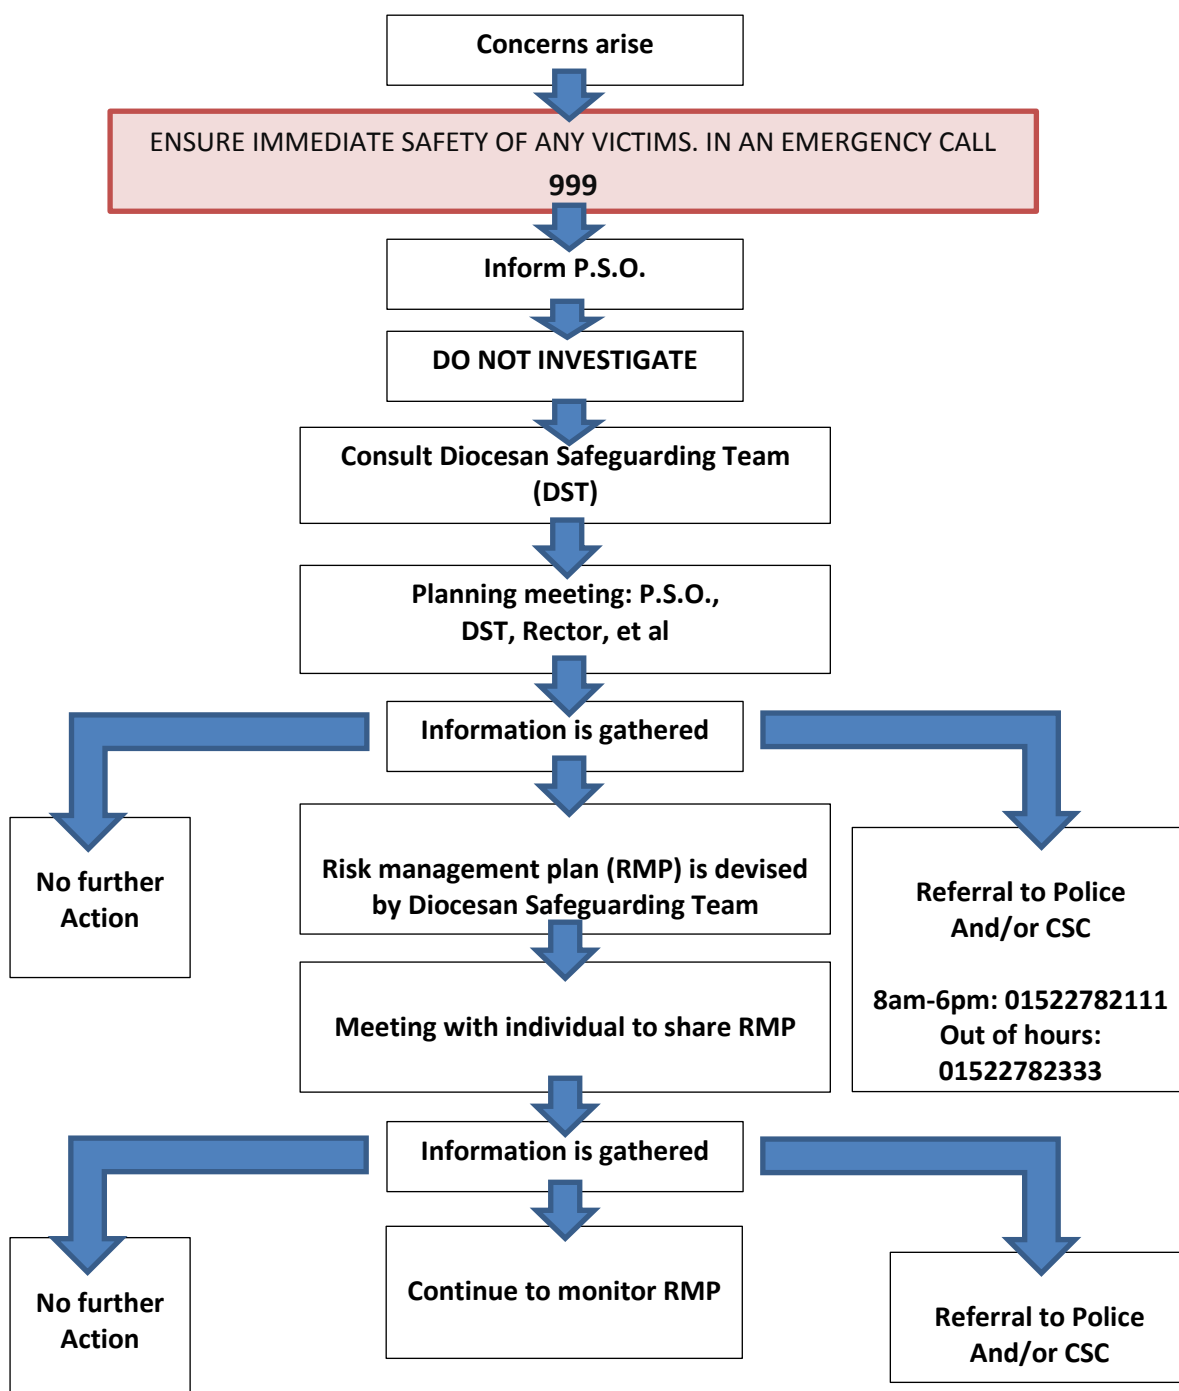 Concerns arise
ENSURE IMMEDIATE SAFETY OF ANY VICTIMS. IN AN EMERGENCY CALL
999
Inform P.S.O.
DO NOT INVESTIGATE
Consult Diocesan Safeguarding Team
(DST)
Planning meeting: P.S.O.,
DST, Rector, et al
Information is gathered
No further
Action
Risk management plan (RMP) is devised
by Diocesan Safeguarding Team
Referral to Police
And/or CSC
8am-6pm: 01522782111
Out of hours:
01522782333
Meeting with individual to share RMP
Information is gathered
No further
Action
Continue to monitor RMP
Referral to Police
And/or CSC